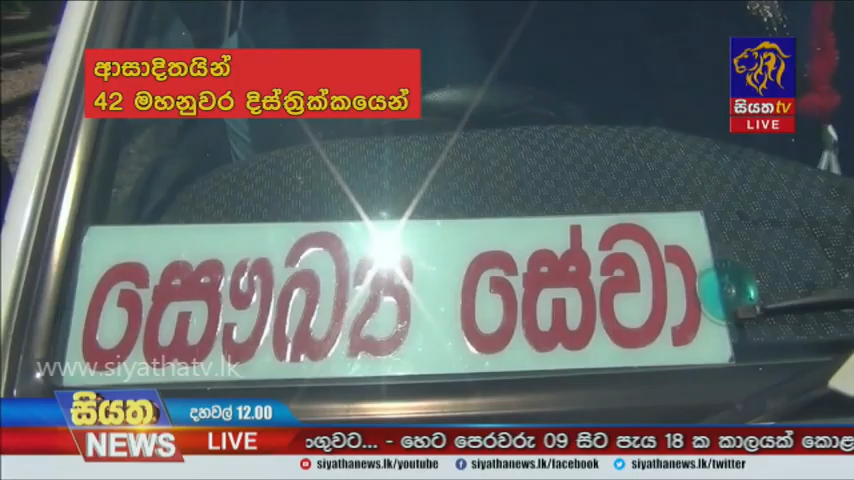 ආසාදිතයින්
42 මහනුවර දිස්ත්‍රික්කයෙන්
සියත tv
LIVE
සෞඛ්‍ය සේවා
www.siyathatv.lk
සියත
NEWS
දහවල් 12.00
LIVE
ංගුවට... - හෙට පෙරවරු 09 සිට පැය 18 ක කාලයක් කොළ
siyathanews.lk/youtube
siyathanews.lk/facebook
siyathanews.lk/twitter